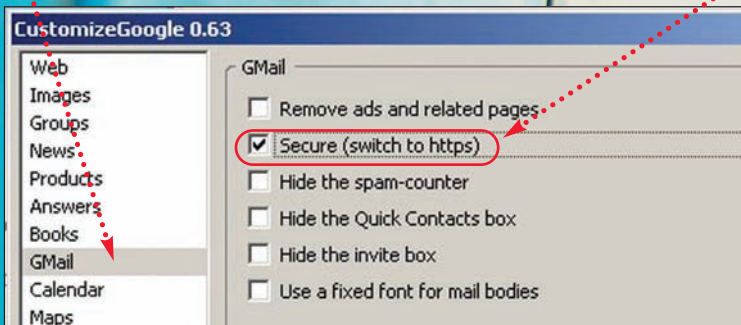 CustomizeGoogle 0.63
Web
Images
Groups
News
Products
Answers
Books
GMail
Calendar
Maps
GMail
Remove ads and related pages
Secure (switch to https)
Hide the spam-counter
Hide the Quick Contacts box
Hide the invite box
Use a fixed font for mail bodies